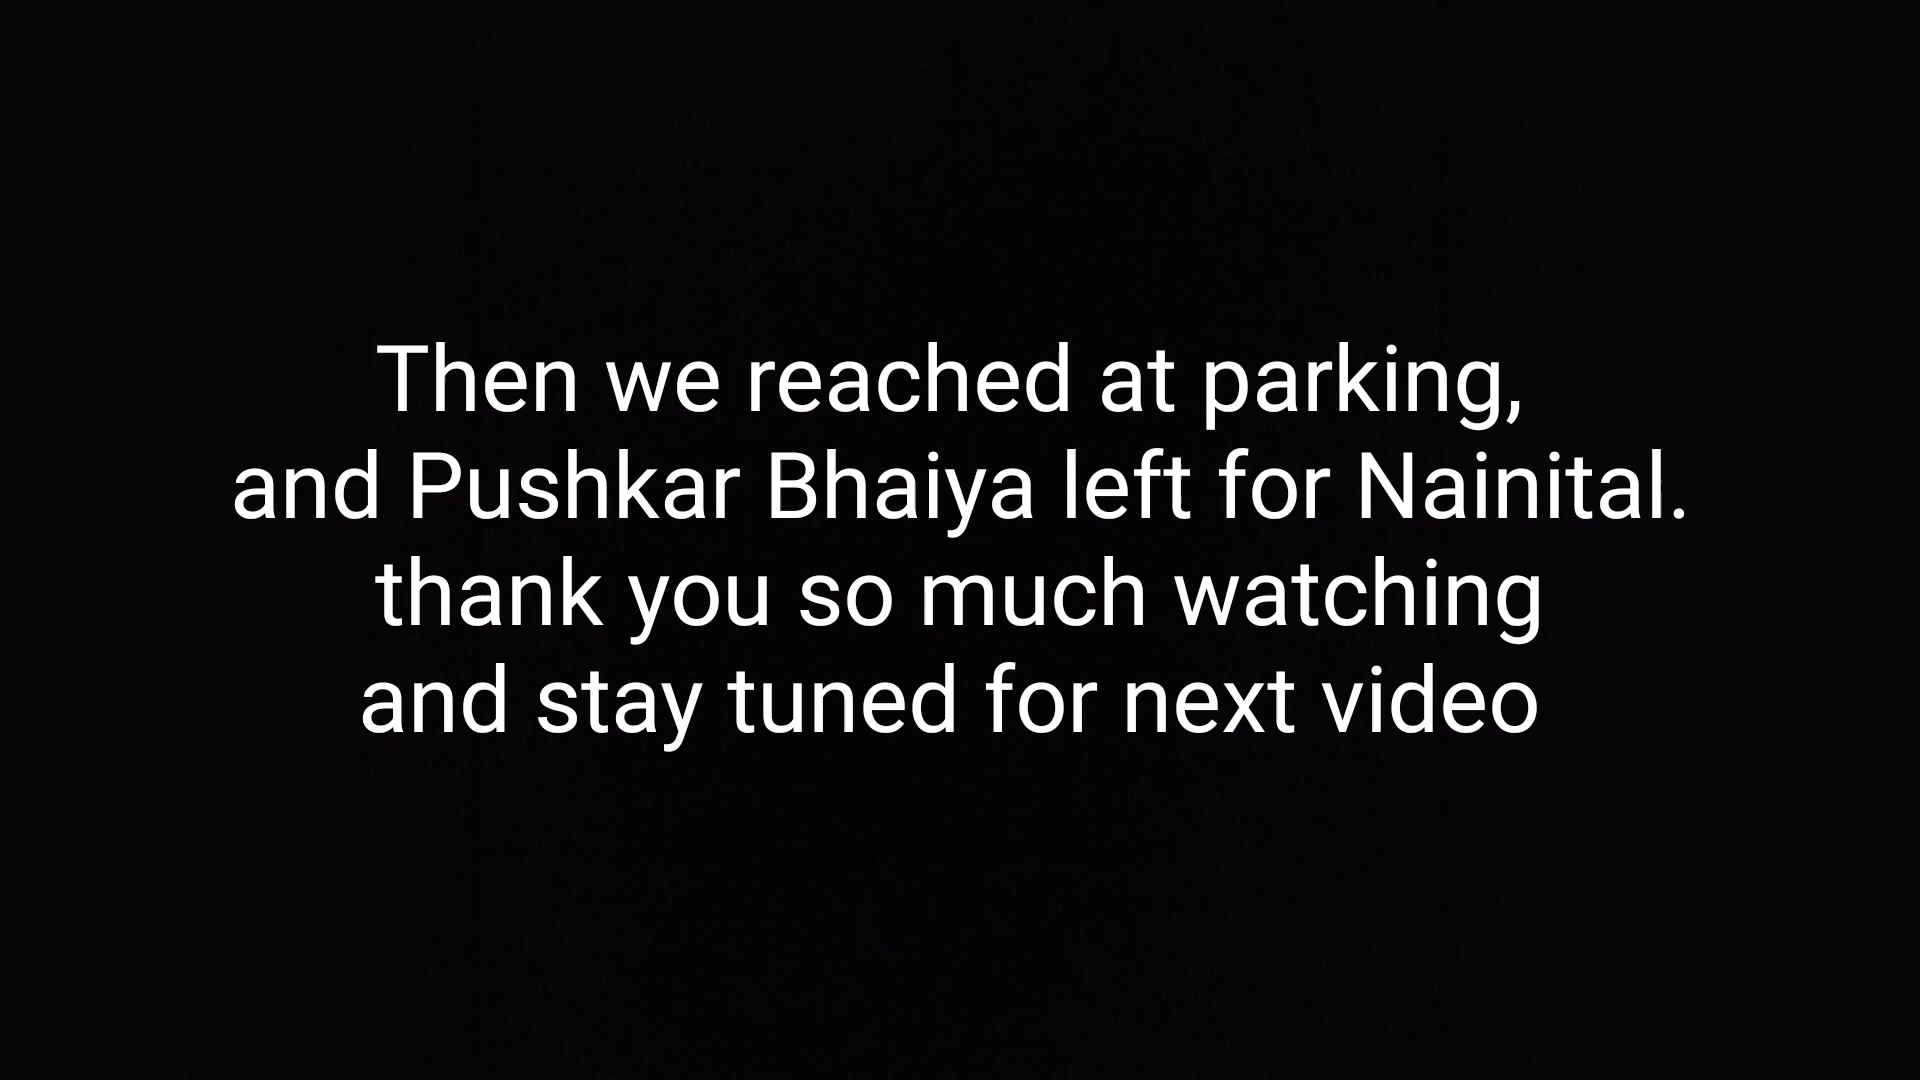 Then we reached at parking,
and Pushkar Bhaiya left for Nainital.
thank you so much watching
and stay tuned for next video